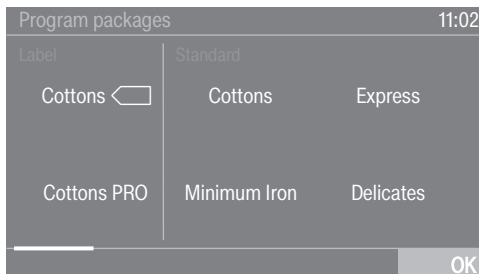 Program packages 11:02
Label Standard
Cottons Cottons Express
Cottons PRO Minimum Iron Delicates
OK